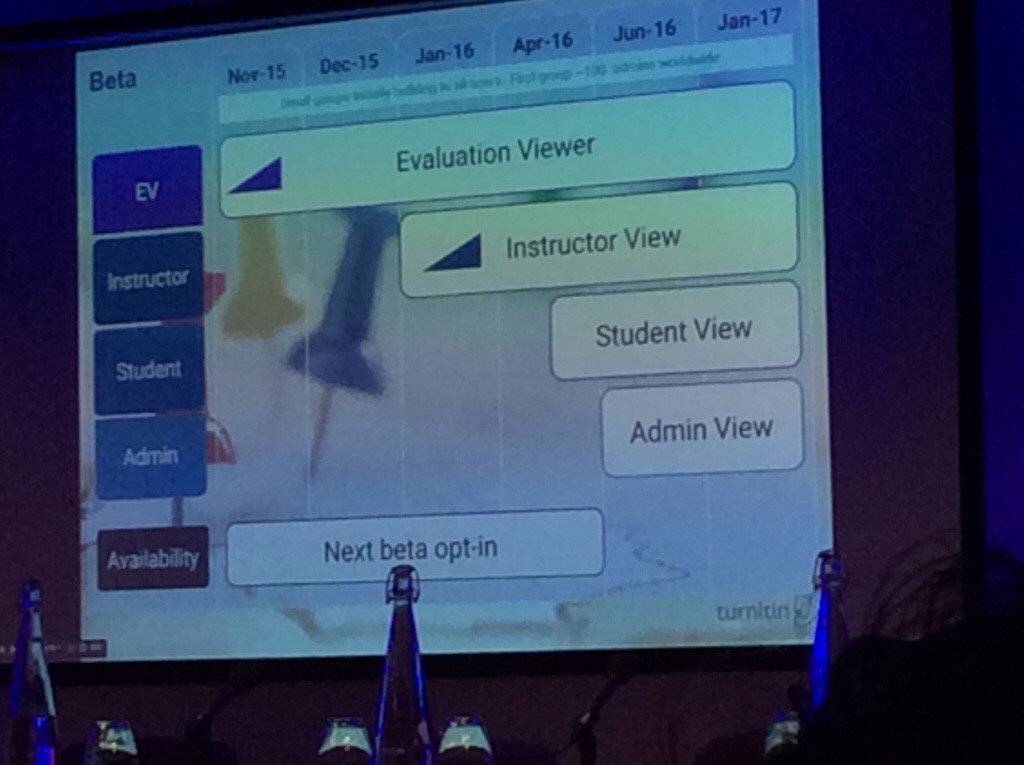 Beta
Nov-15 Dec-15 Jan-16 Apr-16 Jun-16 Jan-17
Small groups initially building to all users. First group ~100 admins worldwide
EV
Evaluation Viewer
Instructor
Instructor View
Student
Student View
Admin
Admin View
Availability
Next beta opt-in
turnitin